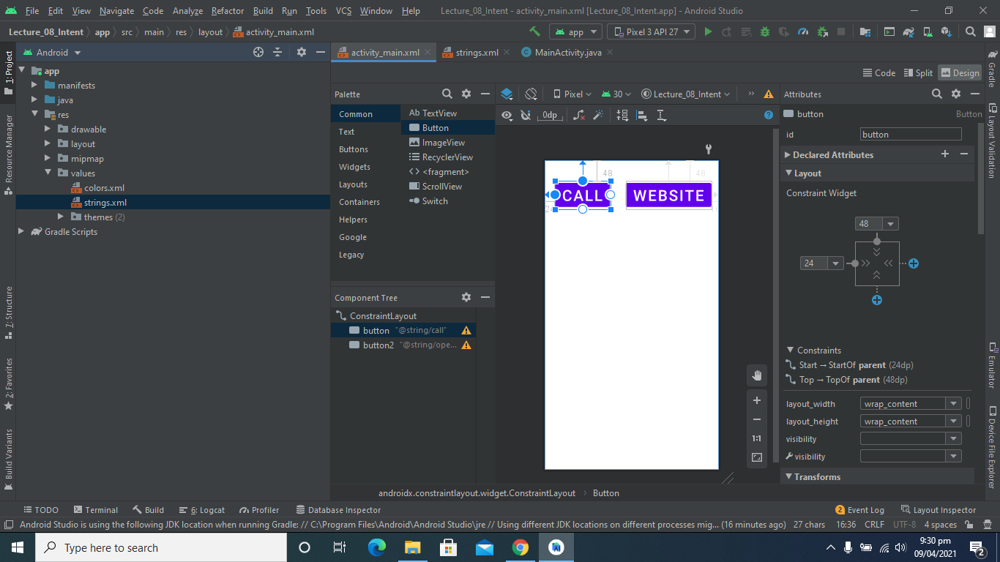 File Edit View Navigate Code Analyze Refactor Build Run Tools VCS Window Help Lecture_08_Intent - activity_main.xml [Lecture_08_Intent.app] - Android Studio
Lecture_08_Intent app src main res layout activity_main.xml app Pixel 3 API 27
Android
activity_main.xml strings.xml MainActivity.java
Code Split Design
1: Project
Resource Manager
7: Structure
2: Favorites
Build Variants
app
manifests
java
res
drawable
layout
mipmap
values
colors.xml
strings.xml
themes (2)
Gradle Scripts
Palette
Common
Text
Buttons
Widgets
Layouts
Containers
Helpers
Google
Legacy
Ab TextView
Button
ImageView
RecyclerView
<fragment>
ScrollView
Switch
Component Tree
ConstraintLayout
button "@string/call"
button2 "@string/ope...
Pixel 30 Lecture_08_Intent
0dp
48 48
CALL WEBSITE
24
1:1
androidx.constraintlayout.widget.ConstraintLayout Button
Attributes
button Button
id button
Declared Attributes
Layout
Constraint Widget
48
24
Constraints
Start → StartOf parent (24dp)
Top → TopOf parent (48dp)
layout_width wrap_content
layout_height wrap_content
visibility
visibility
Transforms
Gradle
Layout Validation
Emulator
Device File Explorer
TODO Terminal Build 6: Logcat Profiler Database Inspector 2 Event Log Layout Inspector
Android Studio is using the following JDK location when running Gradle: // C:\Program Files\Android\Android Studio\jre // Using different JDK locations on different processes mig... (16 minutes ago) 27 chars 16:36 CRLF UTF-8 4 spaces
Type here to search
9:30 pm
09/04/2021
2